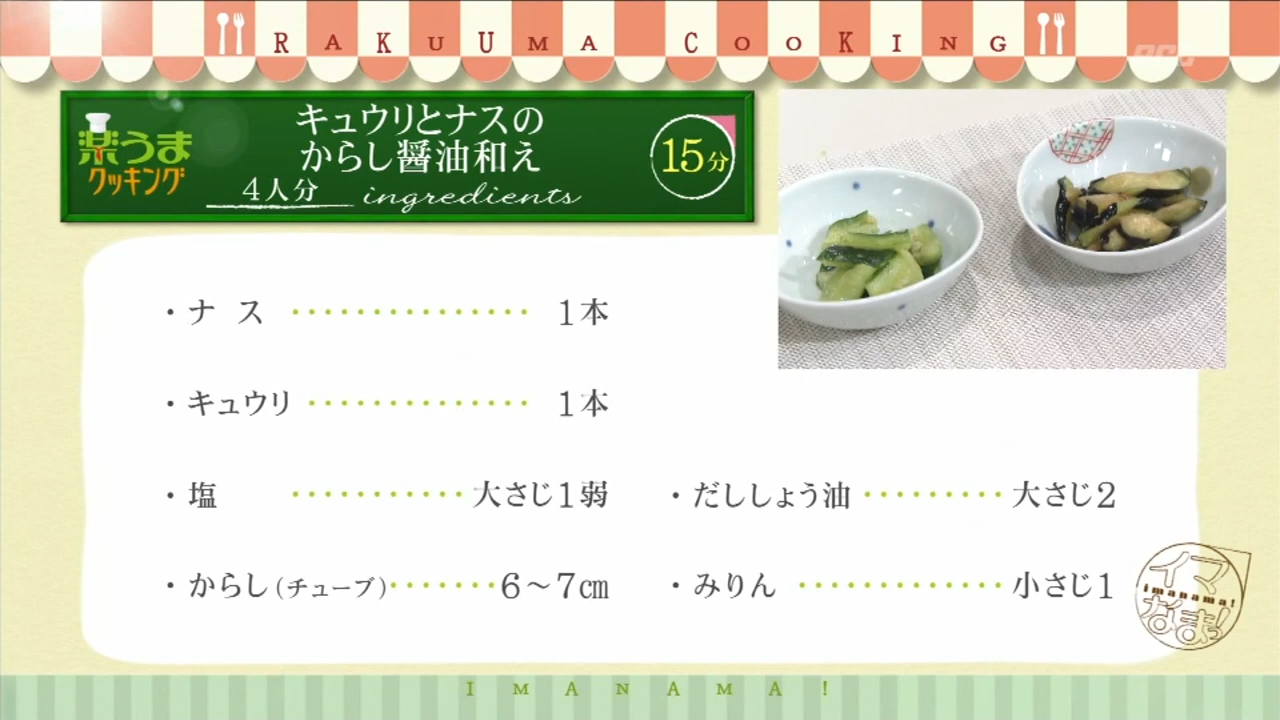 RAKUUMA COOKING
楽うま
クッキング
キュウリとナスの
からし醤油和え
4人分 ingredients
15分
・ナス ・・・・・・・・・・・・・・・ 1本
・キュウリ ・・・・・・・・・・・・・・ 1本
・塩 ・・・・・・・・・・・ 大さじ1弱
・からし(チューブ)・・・・・・・6〜7㎝
・だししょう油 ・・・・・・・・・ 大さじ2
・みりん ・・・・・・・・・・・・・ 小さじ1
イマ
imanama!
なまっ!
IMANAMA!